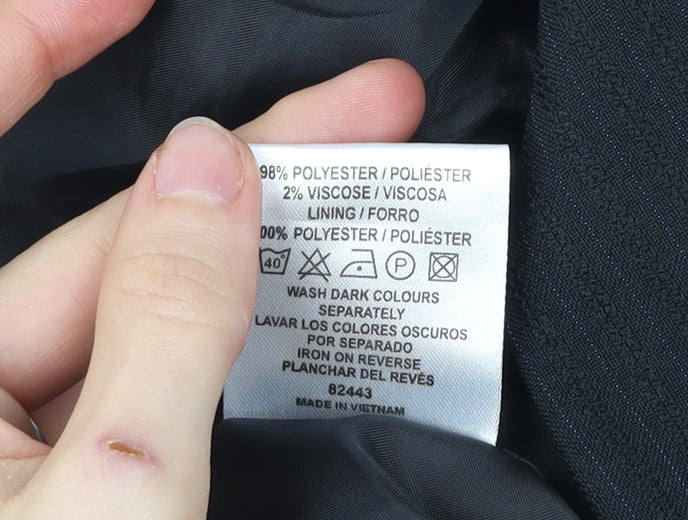 98% POLYESTER / POLIÉSTER
2% VISCOSE / VISCOSA
LINING / FORRO
00% POLYESTER / POLIÉSTER
40° P
WASH DARK COLOURS
SEPARATELY
LAVAR LOS COLORES OSCUROS
POR SEPARADO
IRON ON REVERSE
PLANCHAR DEL REVÉS
82443
MADE IN VIETNAM